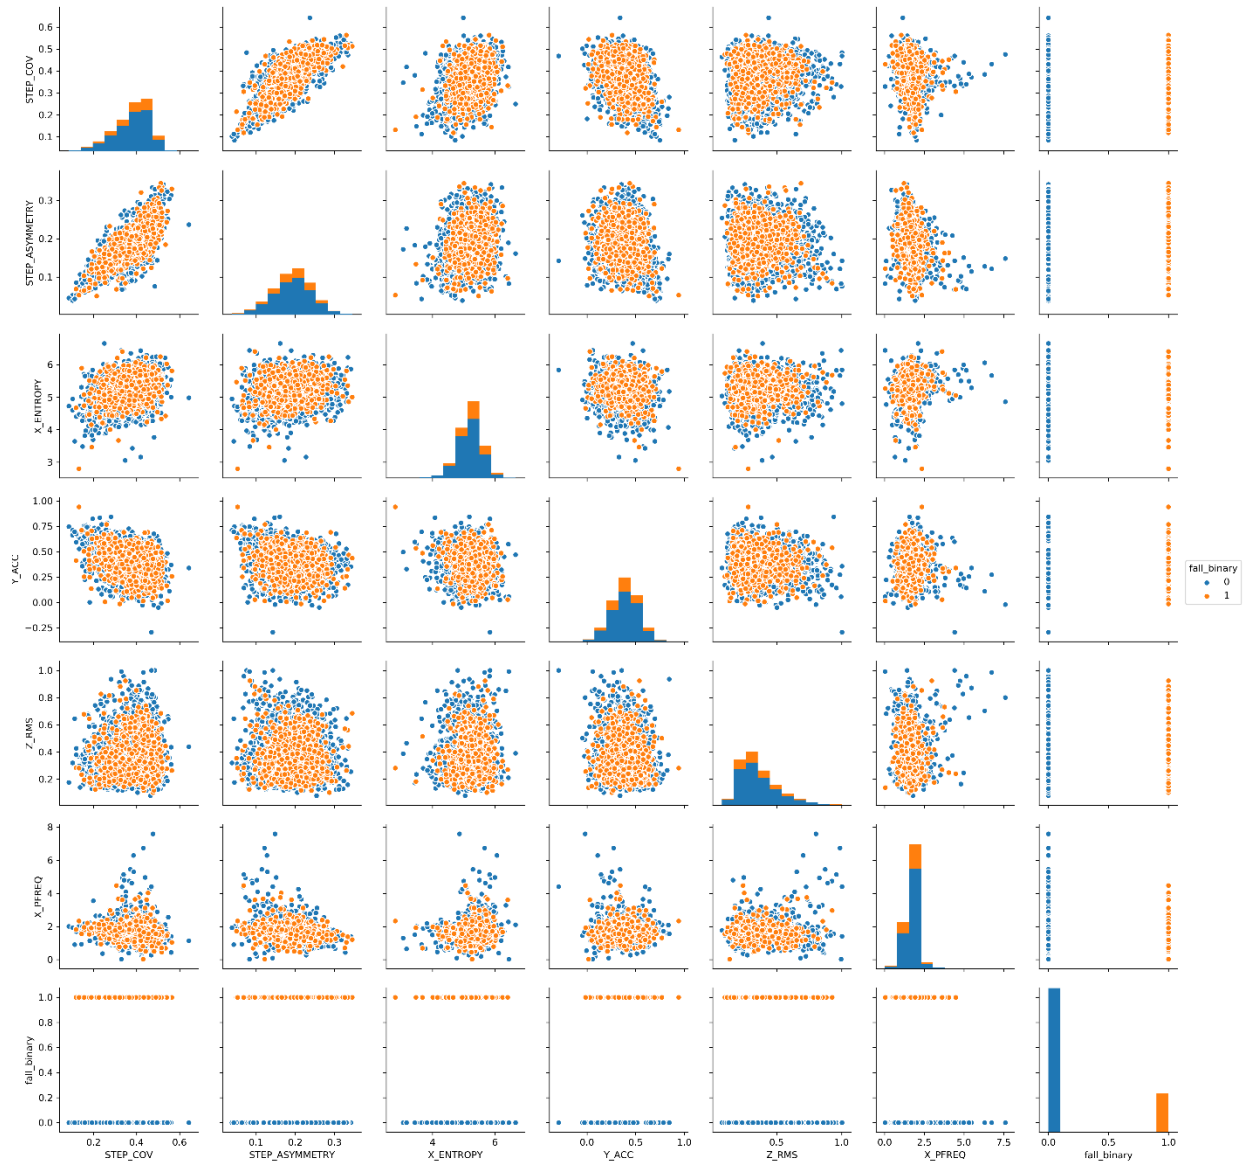 0.6
0.5
0.4
0.3
0.2
0.1
STEP_COV
0.3
0.2
0.1
STEP_ASYMMETRY
6
5
4
3
X_ENTROPY
1.00
0.75
0.50
0.25
0.00
−0.25
Y_ACC
fall_binary
0
1
1.0
0.8
0.6
0.4
0.2
Z_RMS
8
6
4
2
0
X_PFREQ
1.0
0.8
0.6
0.4
0.2
0.0
fall_binary
0.2 0.4 0.6
STEP_COV
0.1 0.2 0.3
STEP_ASYMMETRY
4 6
X_ENTROPY
0.0 0.5 1.0
Y_ACC
0.5 1.0
Z_RMS
0.0 2.5 5.0 7.5
X_PFREQ
0.0 0.5 1.0
fall_binary